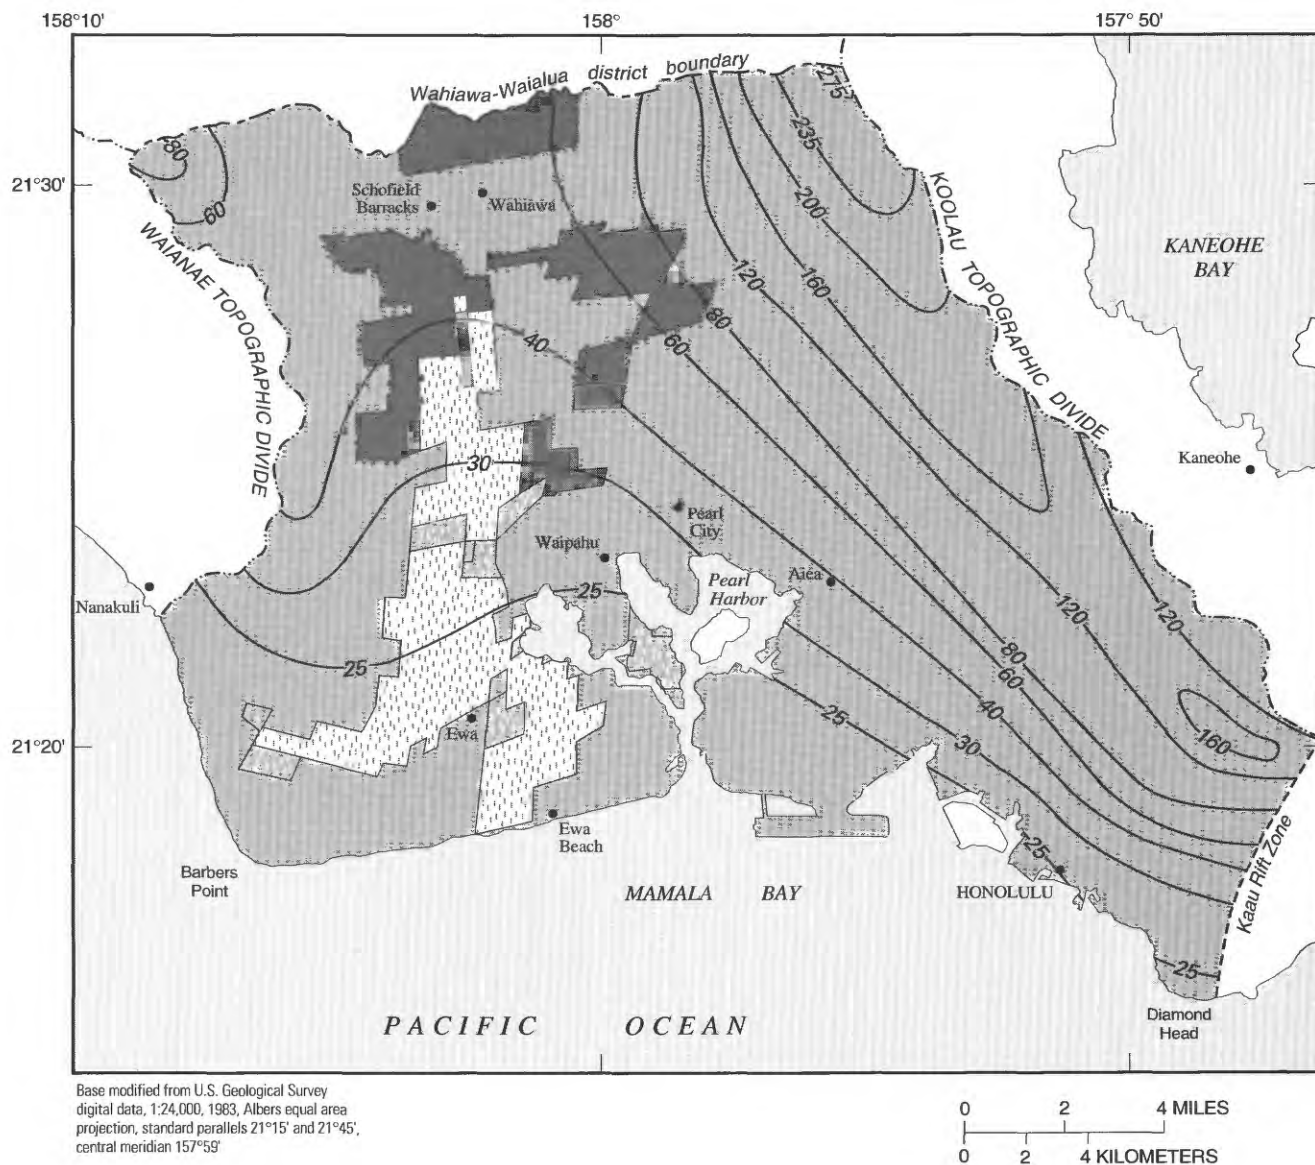 158°10'
158°
157°50'
Wahiawa-Waialua district boundary
275
80
235
21°30'
Schofield
Barracks
Wahiawa
60
200
KOOLAU TOPOGRAPHIC DIVIDE
KANEOHE
BAY
WAIANAE TOPOGRAPHIC DIVIDE
120
160
80
40
60
30
Kaneohe
Pearl
City
Waipahu
Aiea
Pearl
Harbor
Nanakuli
25
120
120
25
80
60
40
25
30
160
Ewa
21°20'
Ewa
Beach
25
Barbers
Point
MAMALA BAY
HONOLULU
Kaau Rift Zone
25
PACIFIC OCEAN
Diamond
Head
Base modified from U.S. Geological Survey
digital data, 1:24,000, 1983, Albers equal area
projection, standard parallels 21°15' and 21°45',
central meridian 157°59'
0 2 4 MILES
0 2 4 KILOMETERS